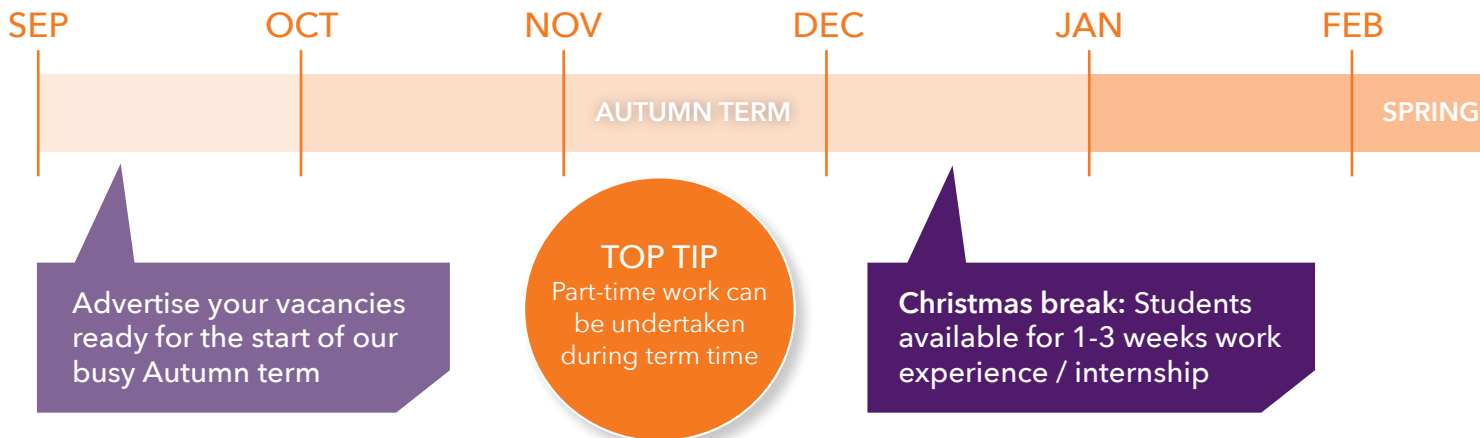 SEP OCT NOV DEC JAN FEB
AUTUMN TERM SPRING
Advertise your vacancies
ready for the start of our
busy Autumn term
TOP TIP
Part-time work can
be undertaken
during term time
Christmas break: Students
available for 1-3 weeks work
experience / internship